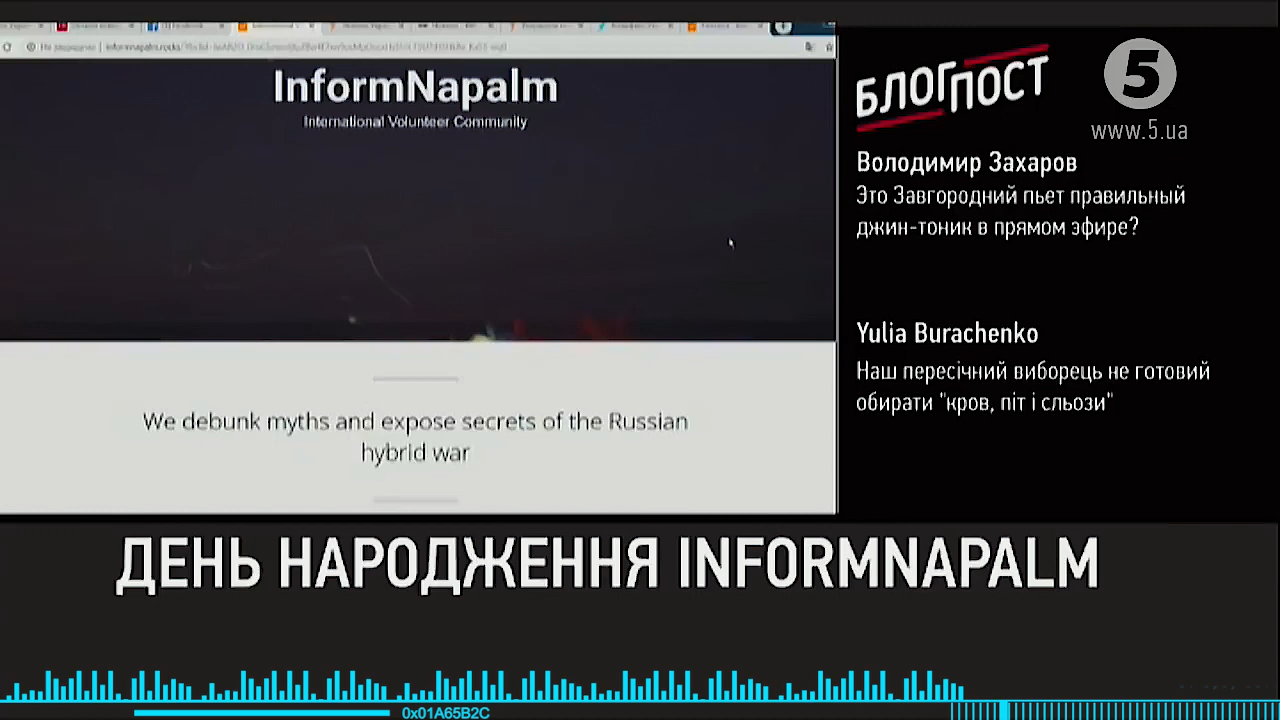 InformNapalm
International Volunteer Community
We debunk myths and expose secrets of the Russian
hybrid war
БЛОГПОСТ
5
www.5.ua
Володимир Захаров
Это Завгородний пьет правильный
джин-тоник в прямом эфире?
Yulia Burachenko
Наш пересічний виборець не готовий
обирати "кров, піт і сльози"
ДЕНЬ НАРОДЖЕННЯ INFORMNAPALM
0x01A65B2C